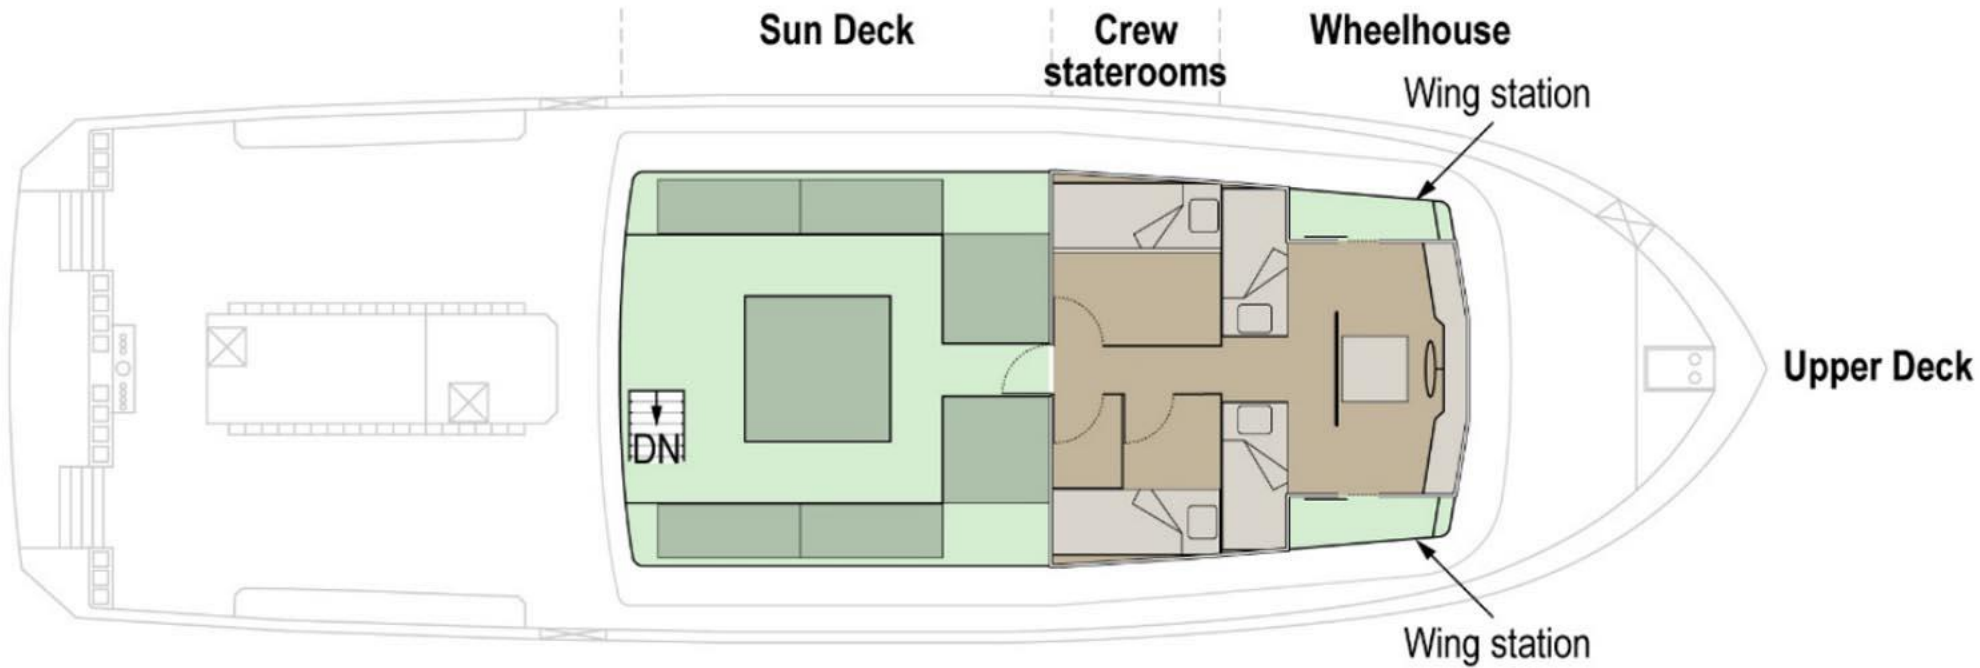 Sun Deck
Crew
staterooms
Wheelhouse
Wing station
Upper Deck
DN
Wing station